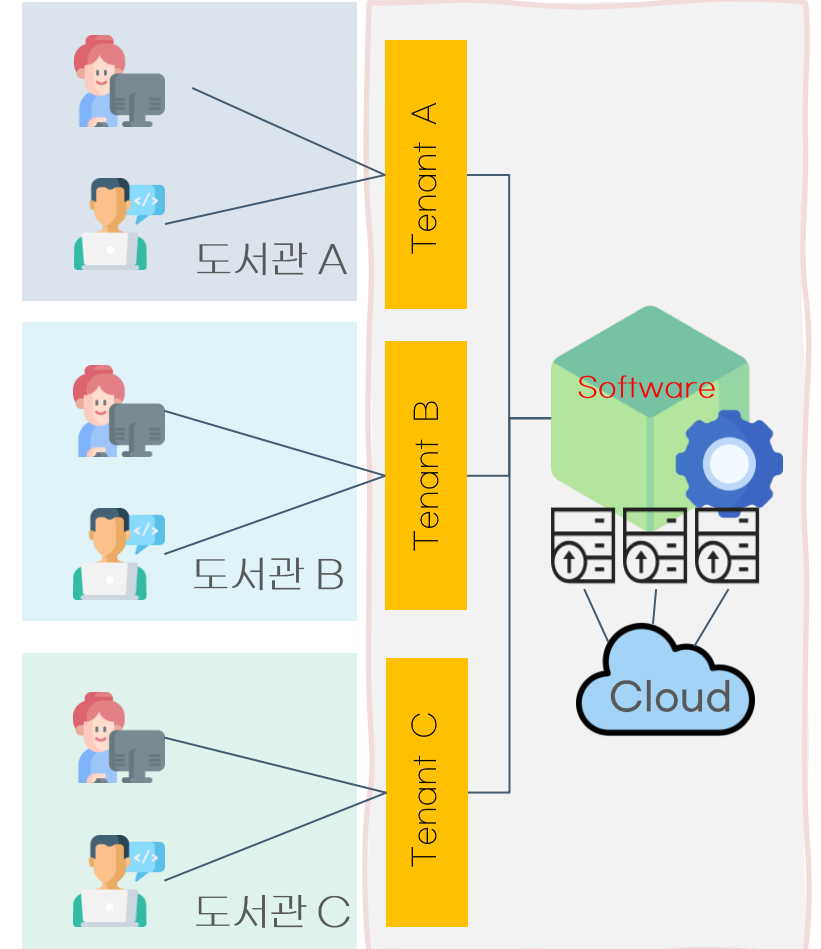 도서관 A
Tenant A
도서관 B
Tenant B
도서관 C
Tenant C
Software
</>
</>
</>
Cloud